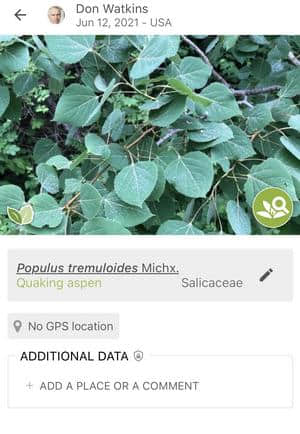 Don Watkins
Jun 12, 2021 - USA
Populus tremuloides Michx.
Quaking aspen Salicaceae
No GPS location
ADDITIONAL DATA
+ ADD A PLACE OR A COMMENT